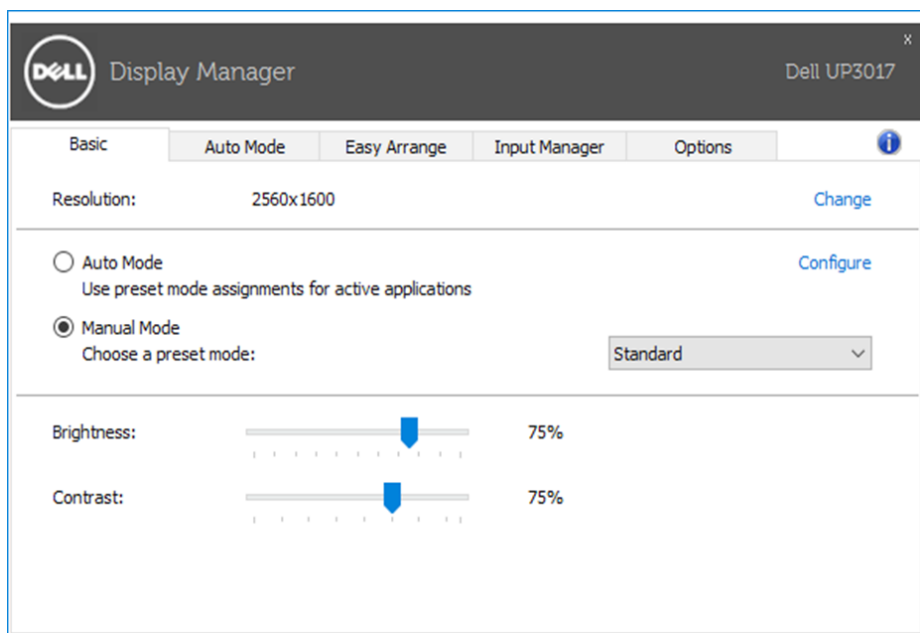 DELL Display Manager Dell UP3017 x
Basic Auto Mode Easy Arrange Input Manager Options i
Resolution: 2560x1600 Change
Auto Mode Configure
Use preset mode assignments for active applications
Manual Mode
Choose a preset mode: Standard
Brightness: 75%
Contrast: 75%